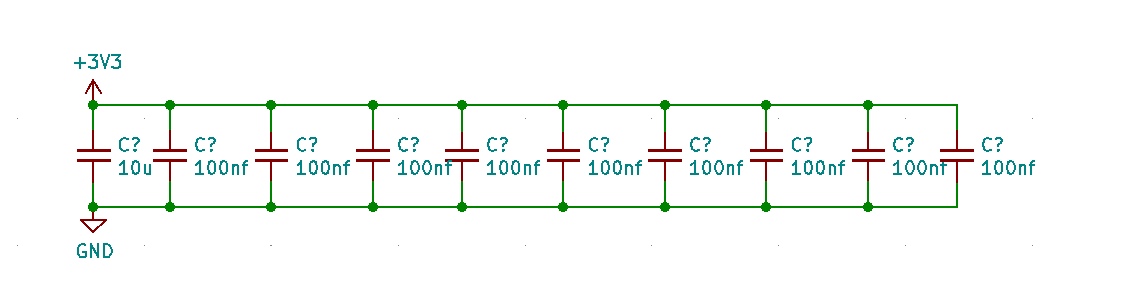 +3V3
C? C? C? C? C? C? C? C? C? C?
10u 100nf 100nf 100nf 100nf 100nf 100nf 100nf 100nf 100nf
GND